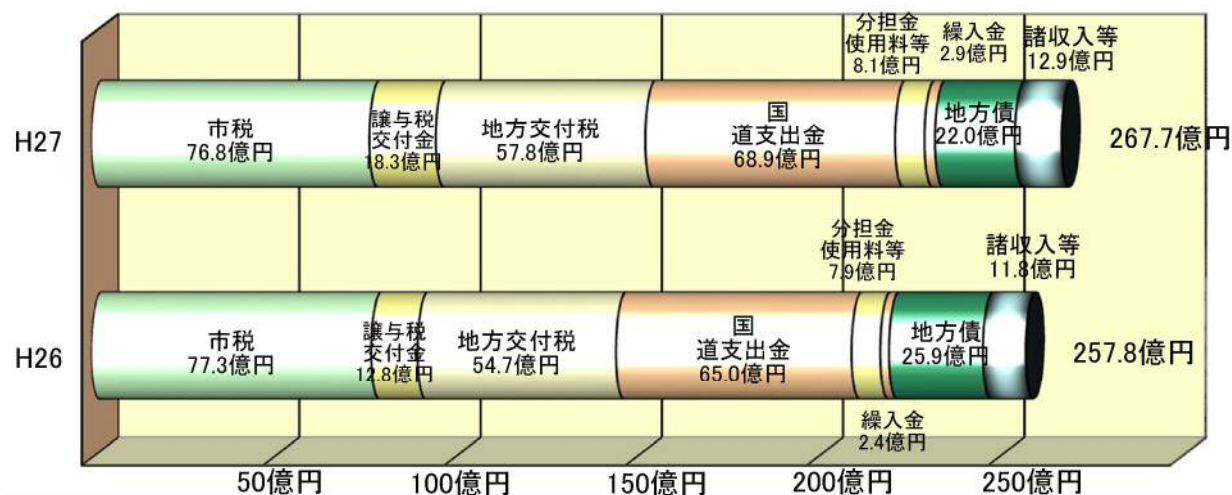 分担金
使用料等
8.1億円
繰入金
2.9億円
諸収入等
12.9億円
H27
市税
76.8億円
譲与税
交付金
18.3億円
地方交付税
57.8億円
国
道支出金
68.9億円
地方債
22.0億円
267.7億円
分担金
使用料等
7.9億円
諸収入等
11.8億円
H26
市税
77.3億円
譲与税
交付金
12.8億円
地方交付税
54.7億円
国
道支出金
65.0億円
地方債
25.9億円
257.8億円
繰入金
2.4億円
50億円
100億円
150億円
200億円
250億円